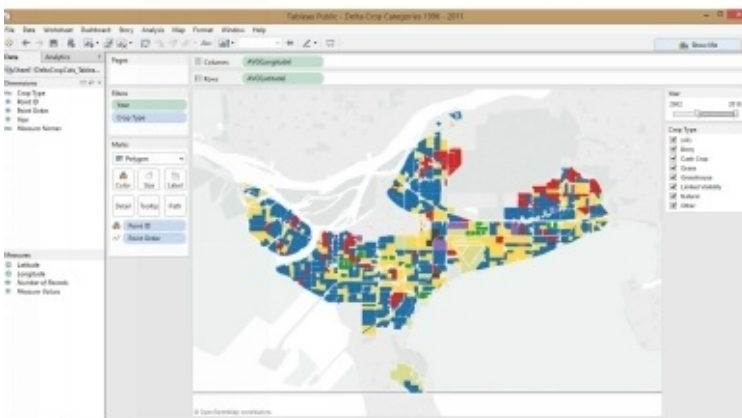 Tableau Public - Delta Crop Categories 1996 - 2011
File Data Worksheet Dashboard Story Analysis Map Format Window Help
Show Me
Data Analytics
Pages
Columns AVG(Longitude)
Rows AVG(Latitude)
Dimensions
Crop Type
Point ID
Point Order
Year
Measure Names
Filters
Year
Crop Type
Marks
Polygon
Color Size Label
Detail Tooltip Path
Point ID
Point Order
Measures
Latitude
Longitude
Number of Records
Measure Values
Year
Crop Type
Berry
Cash Crop
Grass
Greenhouse
Limited Visibility
Natural
Other
© OpenStreetMap contributors